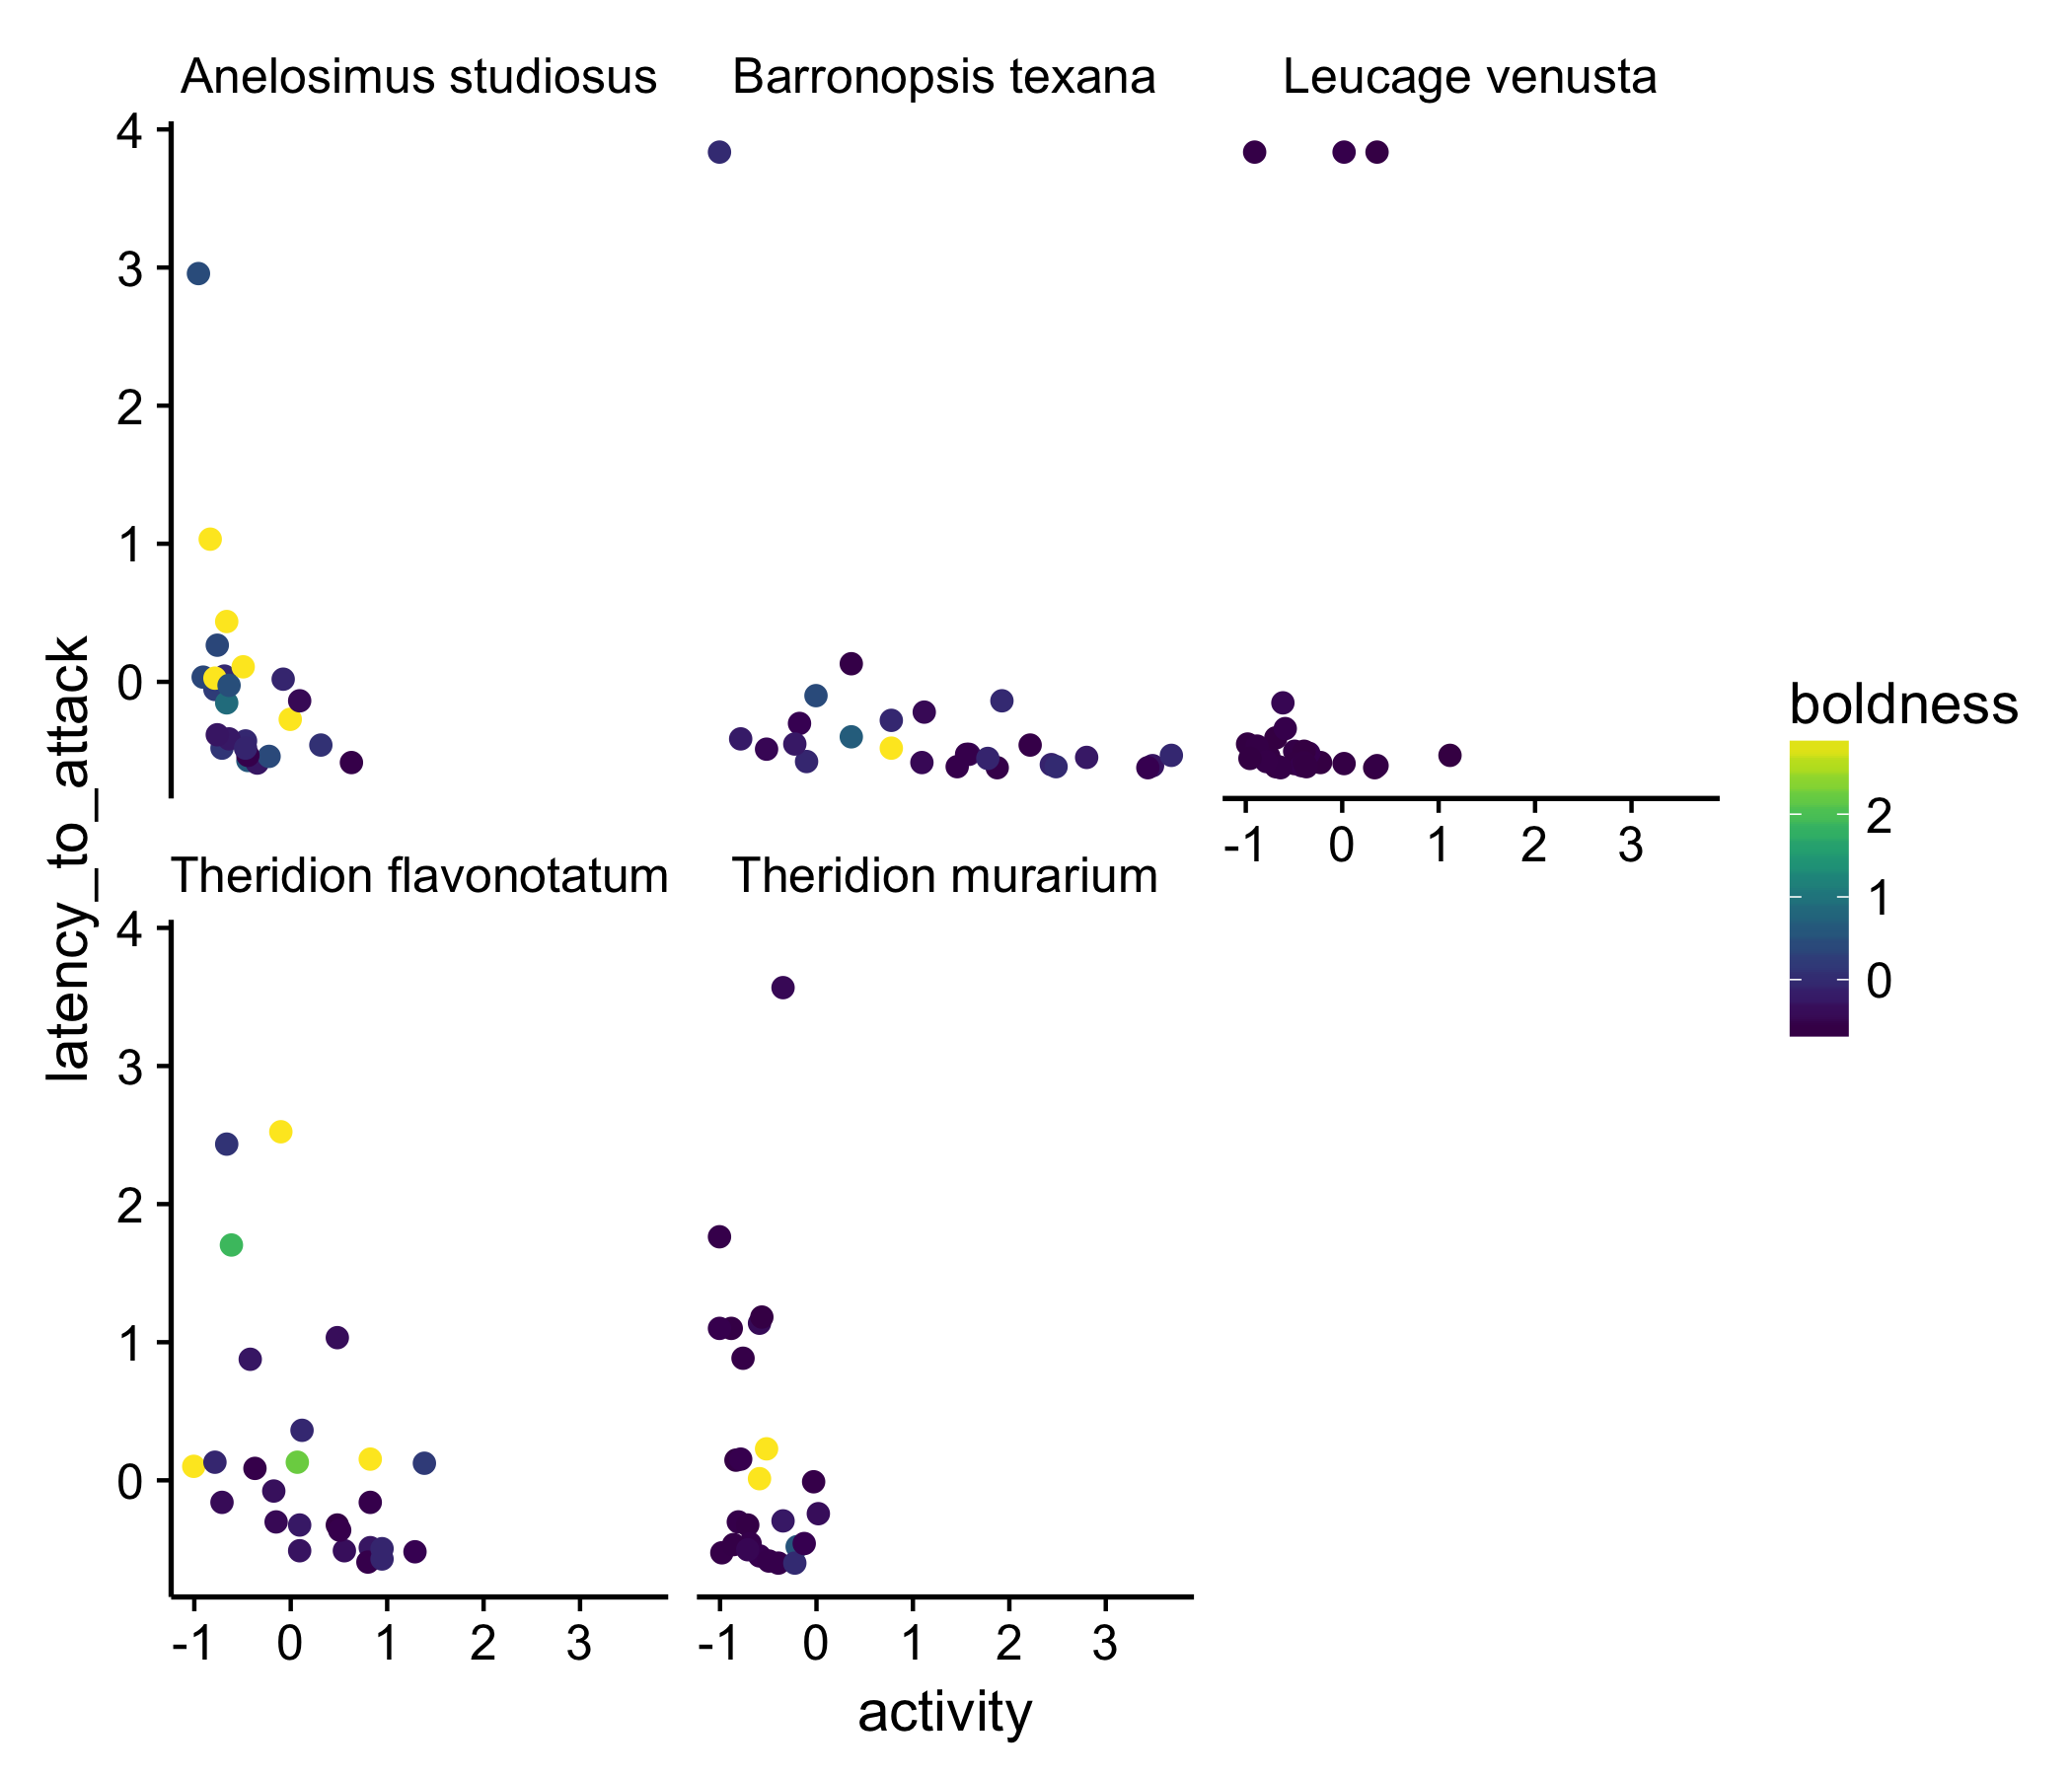 Anelosimus studiosus Barronopsis texana Leucage venusta
4
3
2
1
0
-1 0 1 2 3
Theridion flavonotatum Theridion murarium
4
3
2
1
0
-1 0 1 2 3 -1 0 1 2 3
activity
latency_to_attack
boldness
2
1
0